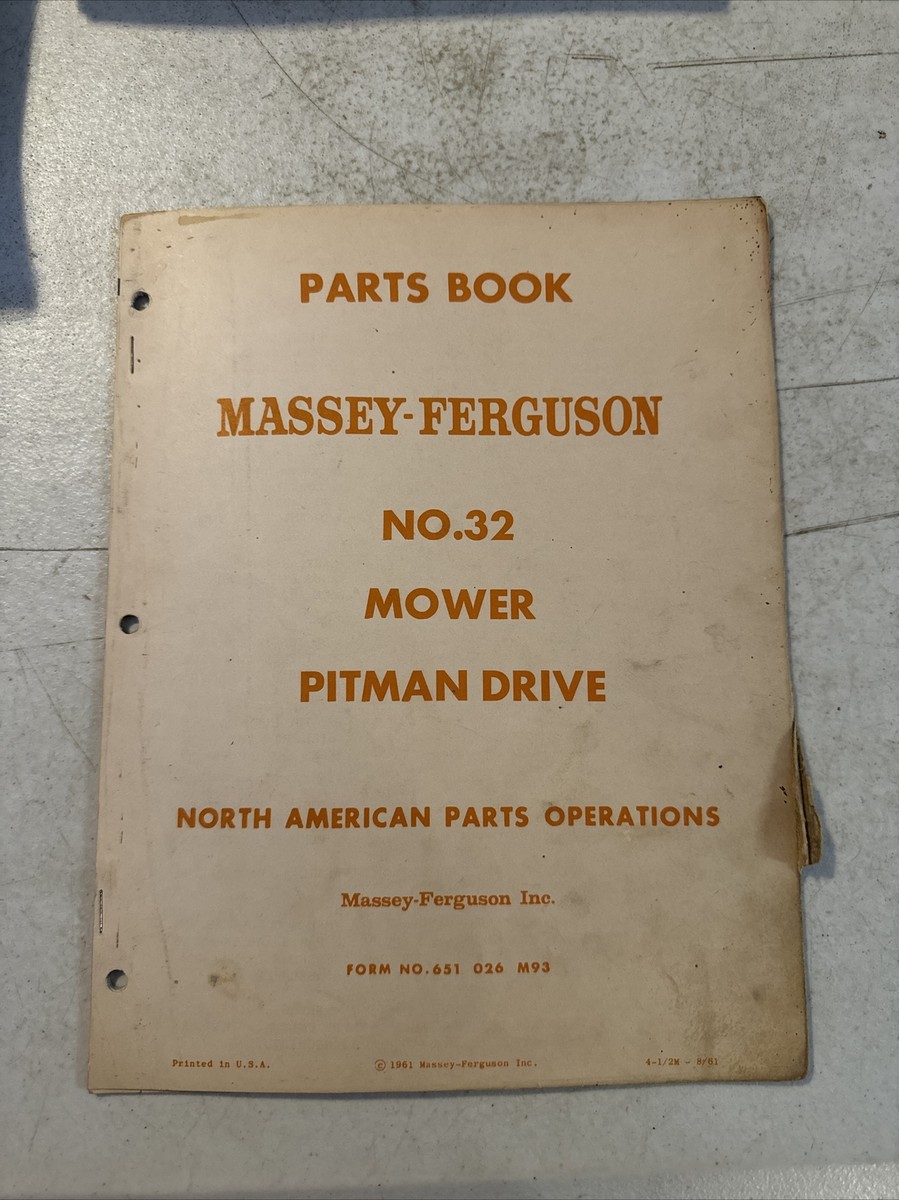 PARTS BOOK
MASSEY-FERGUSON
NO.32
MOWER
PITMAN DRIVE
NORTH AMERICAN PARTS OPERATIONS
Massey-Ferguson Inc.
FORM NO.651 026 M93
Printed in U.S.A. © 1961 Massey-Ferguson Inc. 4-1/2M - 8/61